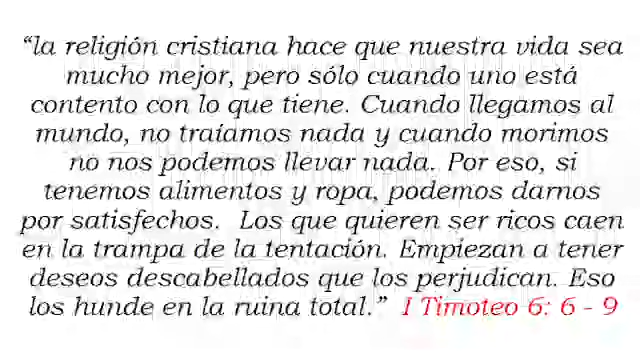 “la religión cristiana hace que nuestra vida sea
mucho mejor, pero sólo cuando uno está
contento con lo que tiene. Cuando llegamos al
mundo, no traíamos nada y cuando morimos
no nos podemos llevar nada. Por eso, si
tenemos alimentos y ropa, podemos darnos
por satisfechos. Los que quieren ser ricos caen
en la trampa de la tentación. Empiezan a tener
deseos descabellados que los perjudican. Eso
los hunde en la ruina total.” I Timoteo 6: 6 - 9